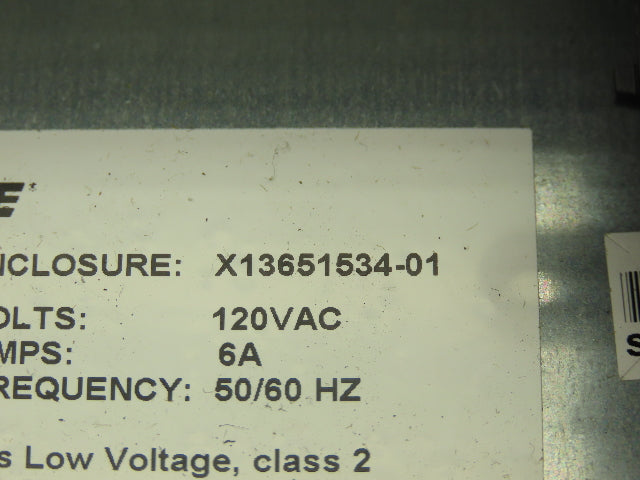 E
NCLOSURE: X13651534-01
OLTS: 120VAC
MPS: 6A
REQUENCY: 50/60 HZ
s Low Voltage, class 2
S